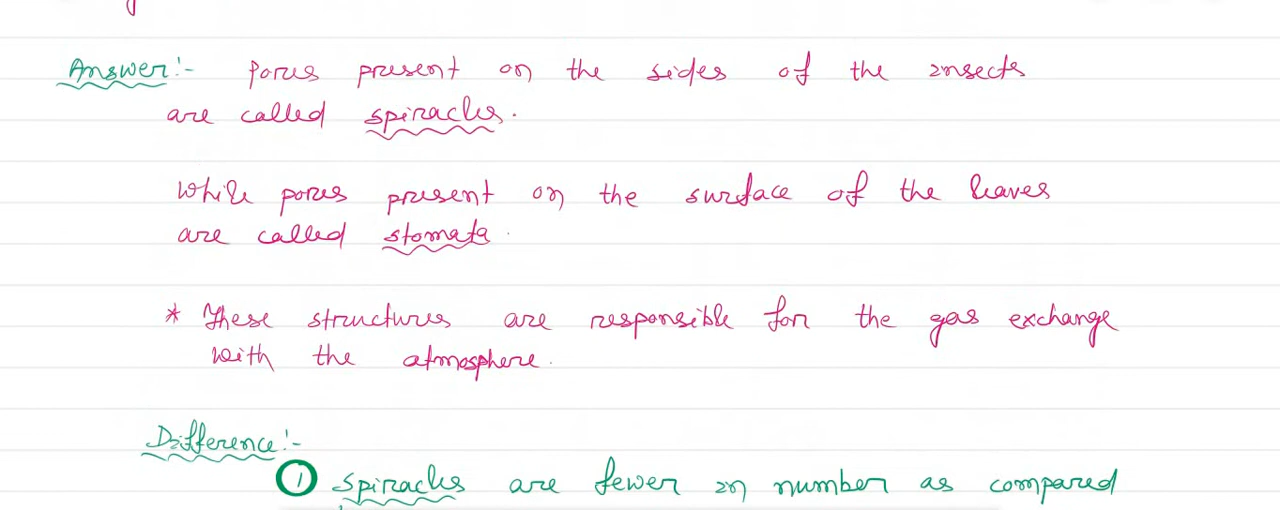 Answer:- Pores present on the sides of the insects
are called spiracles.
While pores present on the surface of the leaves
are called stomata.
* These structures are responsible for the gas exchange
with the atmosphere.
Difference:-
① Spiracles are fewer in number as compared